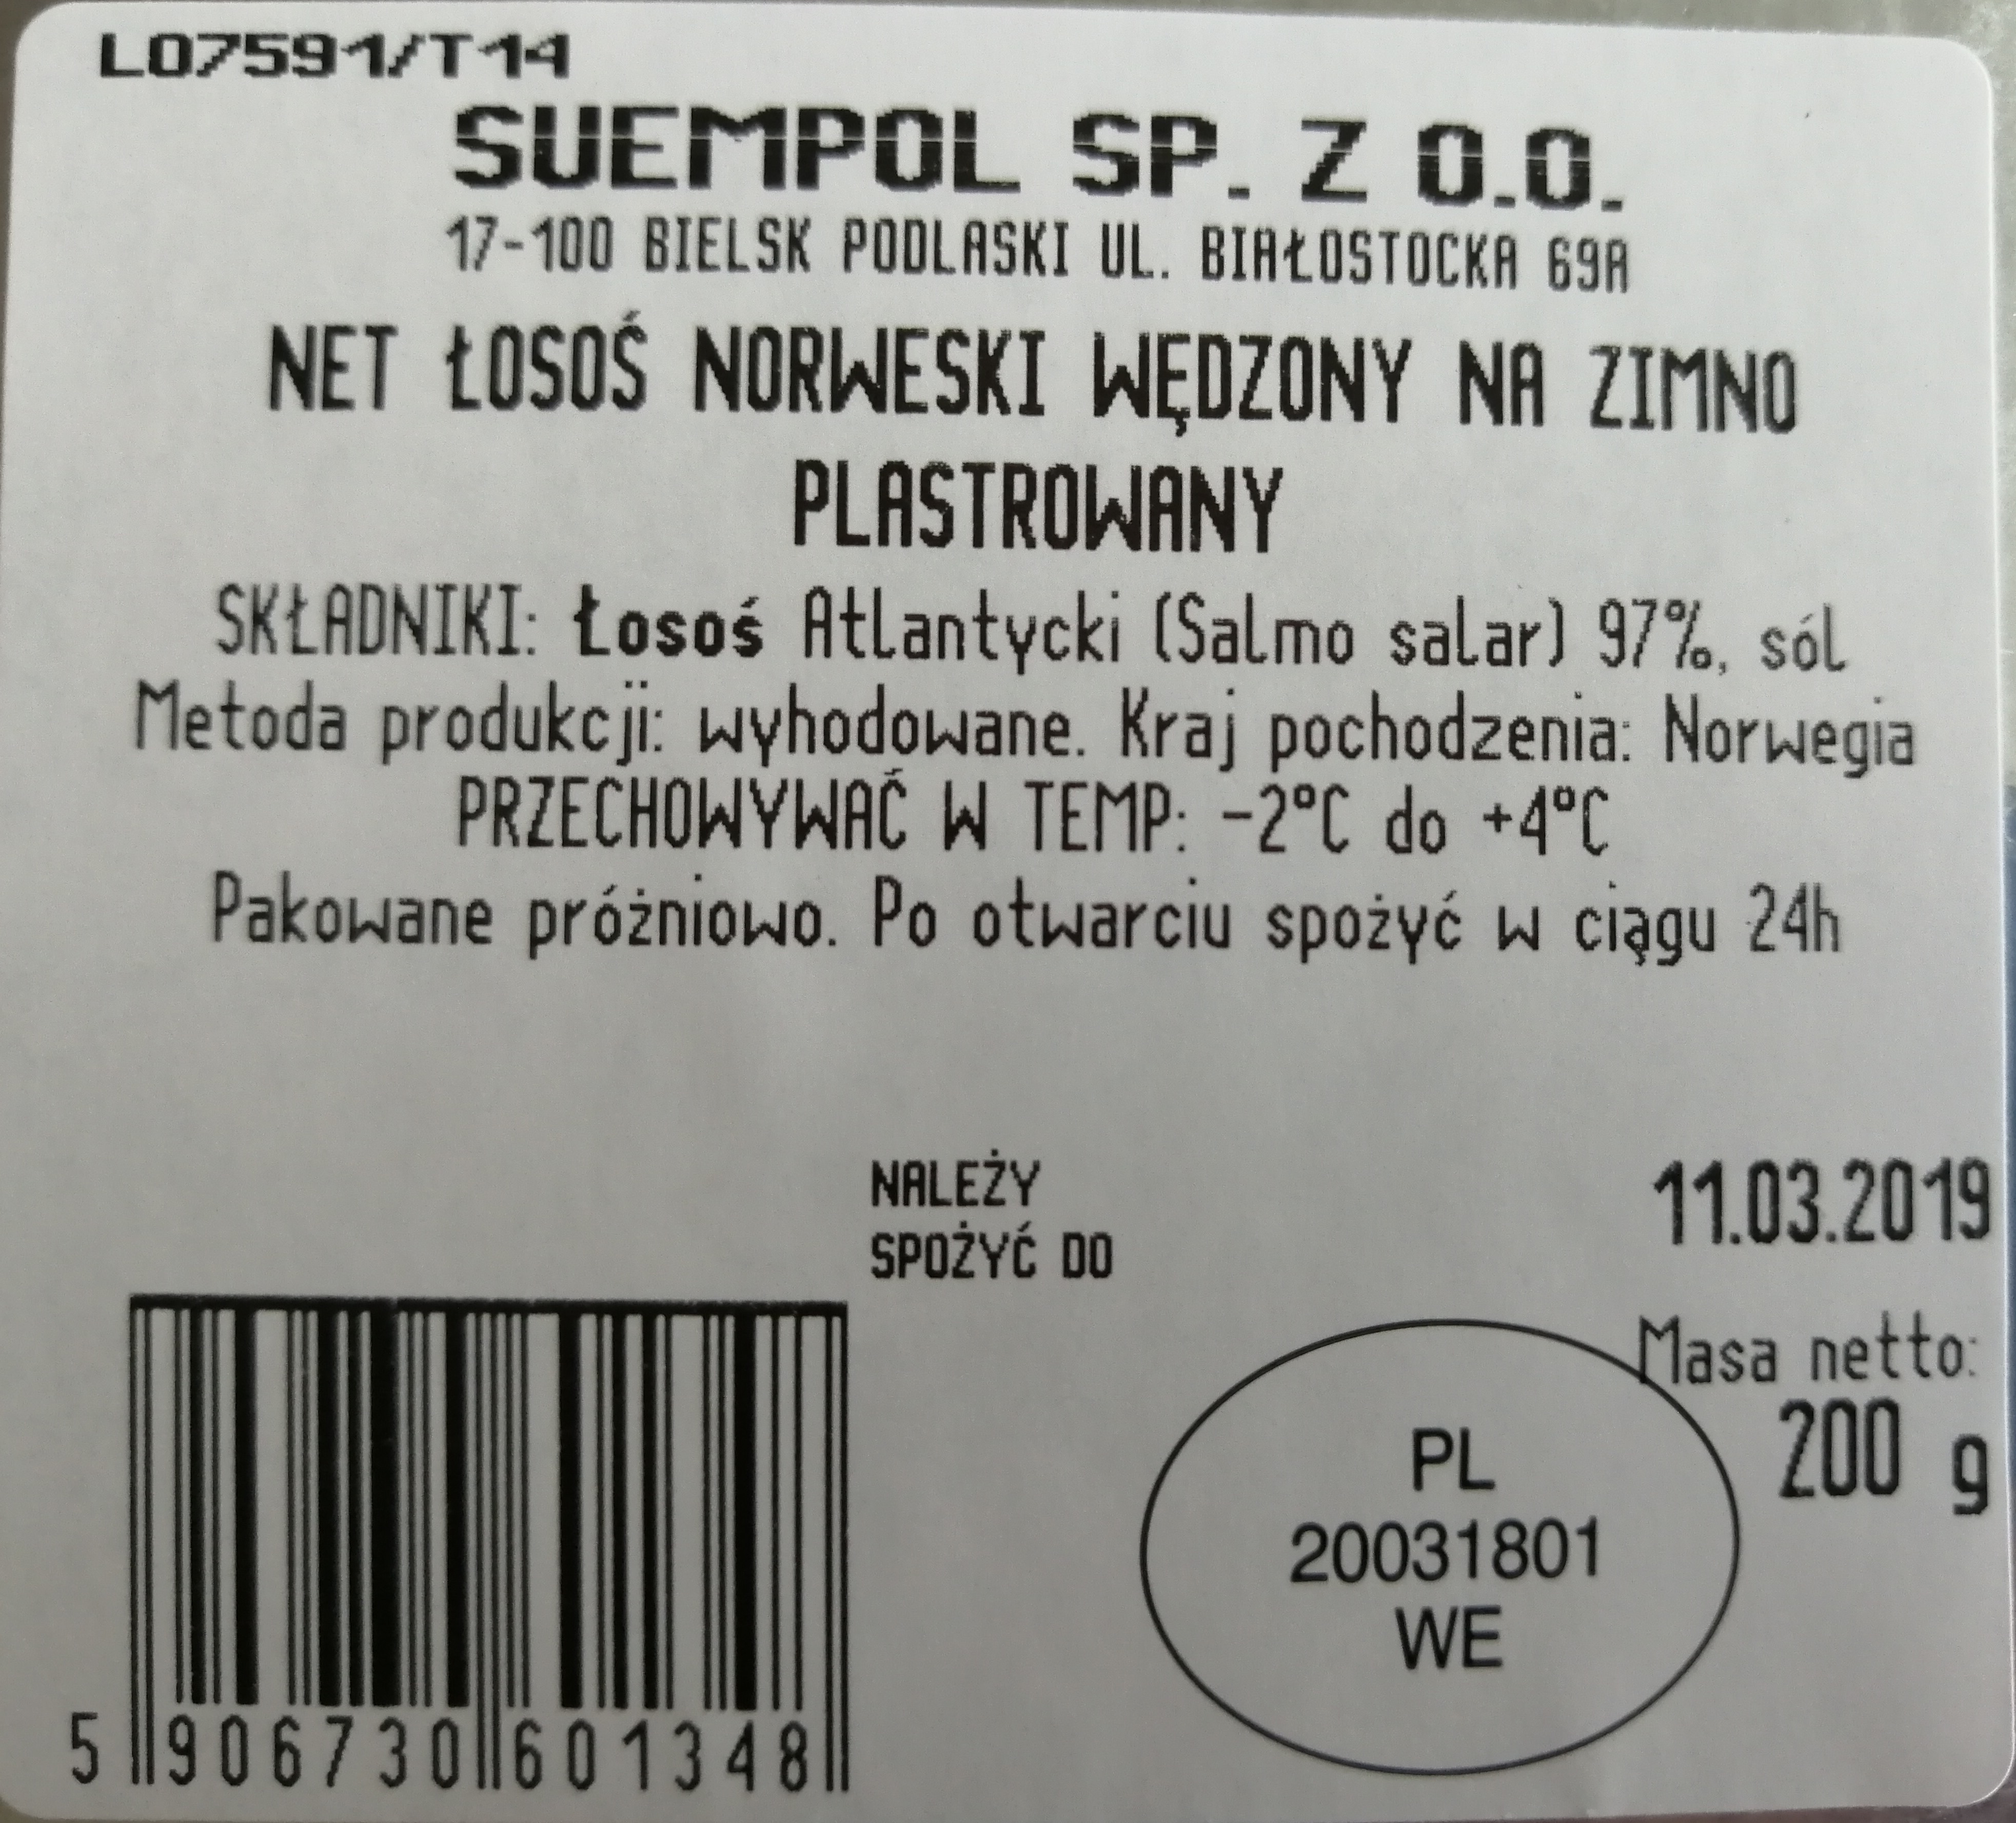 L07591/T14
SUEMPOL SP. Z O.O.
17-100 BIELSK PODLASKI UL. BIAŁOSTOCKA 69A
NET ŁOSOŚ NORWESKI WĘDZONY NA ZIMNO
PLASTROWANY
SKŁADNIKI: Łosoś Atlantycki (Salmo salar) 97%, sól
Metoda produkcji: wyhodowane. Kraj pochodzenia: Norwegia
PRZECHOWYWAĆ W TEMP: -2°C do +4°C
Pakowane próżniowo. Po otwarciu spożyć w ciągu 24h
NALEŻY
SPOŻYĆ DO
11.03.2019
Masa netto:
200 g
PL
20031801
WE
5 906730 601348